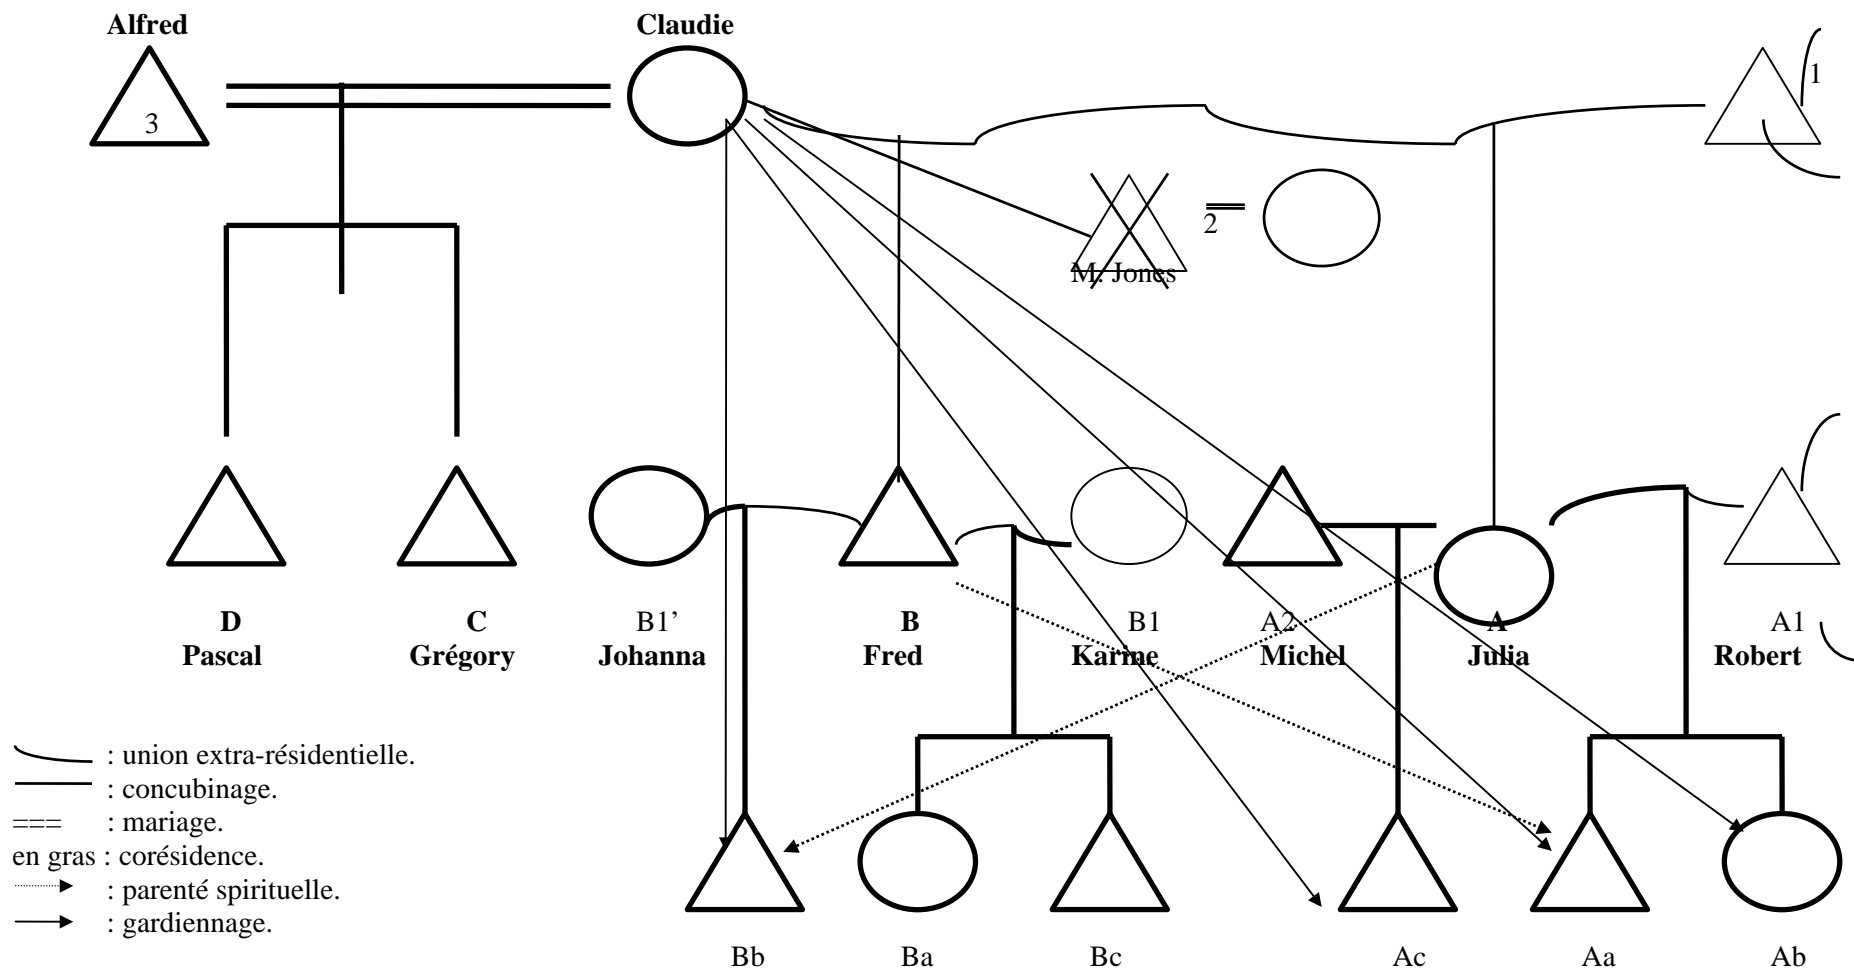 Alfred
Claudie
3
1
2
M. Jones
D
C
B1’
B
B1
A2
A
A1
Pascal
Grégory
Johanna
Fred
Karine
Michel
Julia
Robert
: union extra-résidentielle.
: concubinage.
=== : mariage.
en gras : corésidence.
: parenté spirituelle.
: gardiennage.
Bb
Ba
Bc
Ac
Aa
Ab